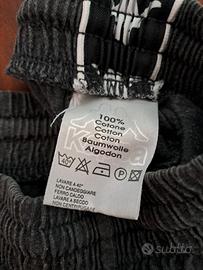 100%
Cotone
Cotton
Coton
Baumwolle
Algodon
LAVARE A 40°
NON CANDEGGIARE
FERRO CALDO
LAVARE A SECCO
NON CENTRIFUGARE
subito